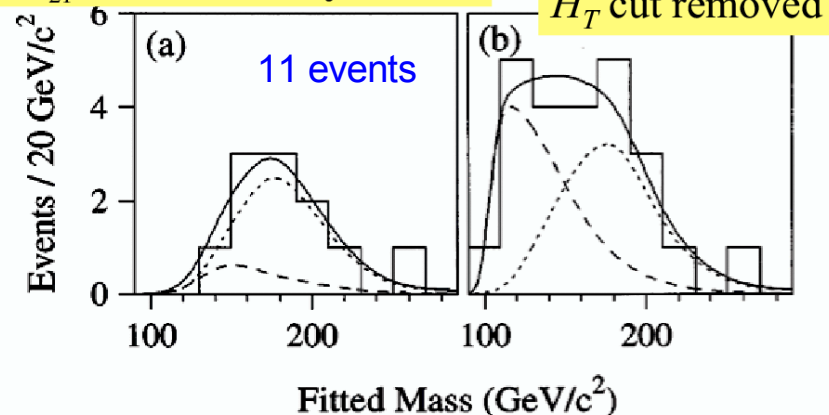 H_T cut removed
(a)
11 events
(b)
Events / 20 GeV/c²
6
4
2
0
100
200
100
200
Fitted Mass (GeV/c²)